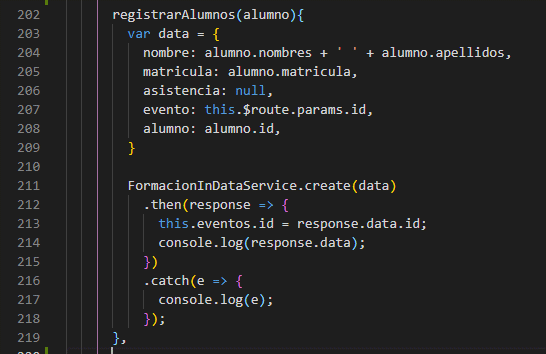 202 registrarAlumnos(alumno){
203 var data = {
204 nombre: alumno.nombres + ' ' + alumno.apellidos,
205 matricula: alumno.matricula,
206 asistencia: null,
207 evento: this.$route.params.id,
208 alumno: alumno.id,
209 }
210
211 FormacionInDataService.create(data)
212 .then(response => {
213 this.eventos.id = response.data.id;
214 console.log(response.data);
215 })
216 .catch(e => {
217 console.log(e);
218 });
219 },